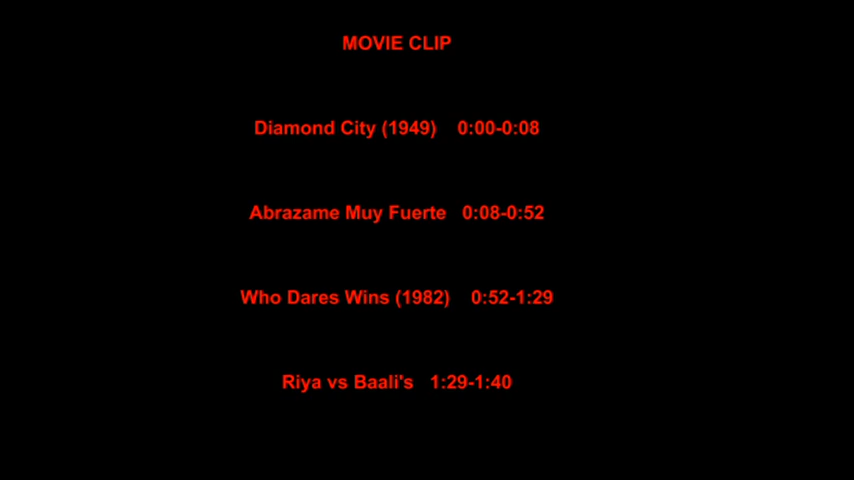 MOVIE CLIP
Diamond City (1949) 0:00-0:08
Abrazame Muy Fuerte 0:08-0:52
Who Dares Wins (1982) 0:52-1:29
Riya vs Baali's 1:29-1:40